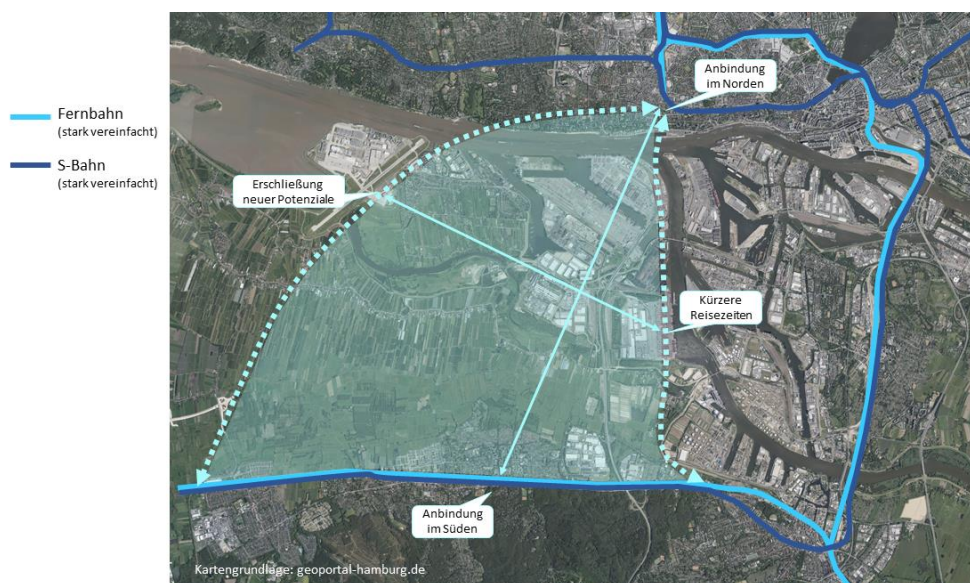 Fernbahn
(stark vereinfacht)
S-Bahn
(stark vereinfacht)
Anbindung
im Norden
Erschließung
neuer Potenziale
Kürzere
Reisezeiten
Anbindung
im Süden
Kartengrundlage: geoportal-hamburg.de